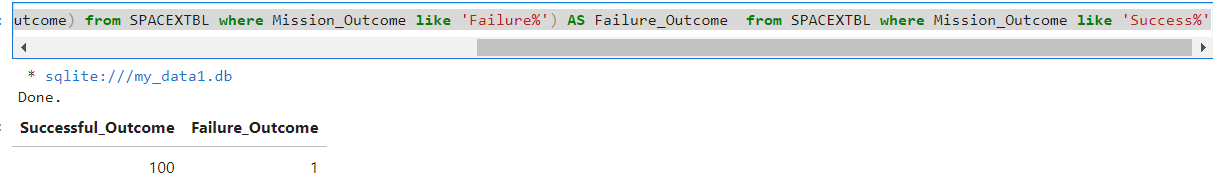 utcome) from SPACEXTBL where Mission_Outcome like 'Failure%') AS Failure_Outcome  from SPACEXTBL where Mission_Outcome like 'Success%'
* sqlite:///my_data1.db
Done.
Successful_Outcome Failure_Outcome
100 1